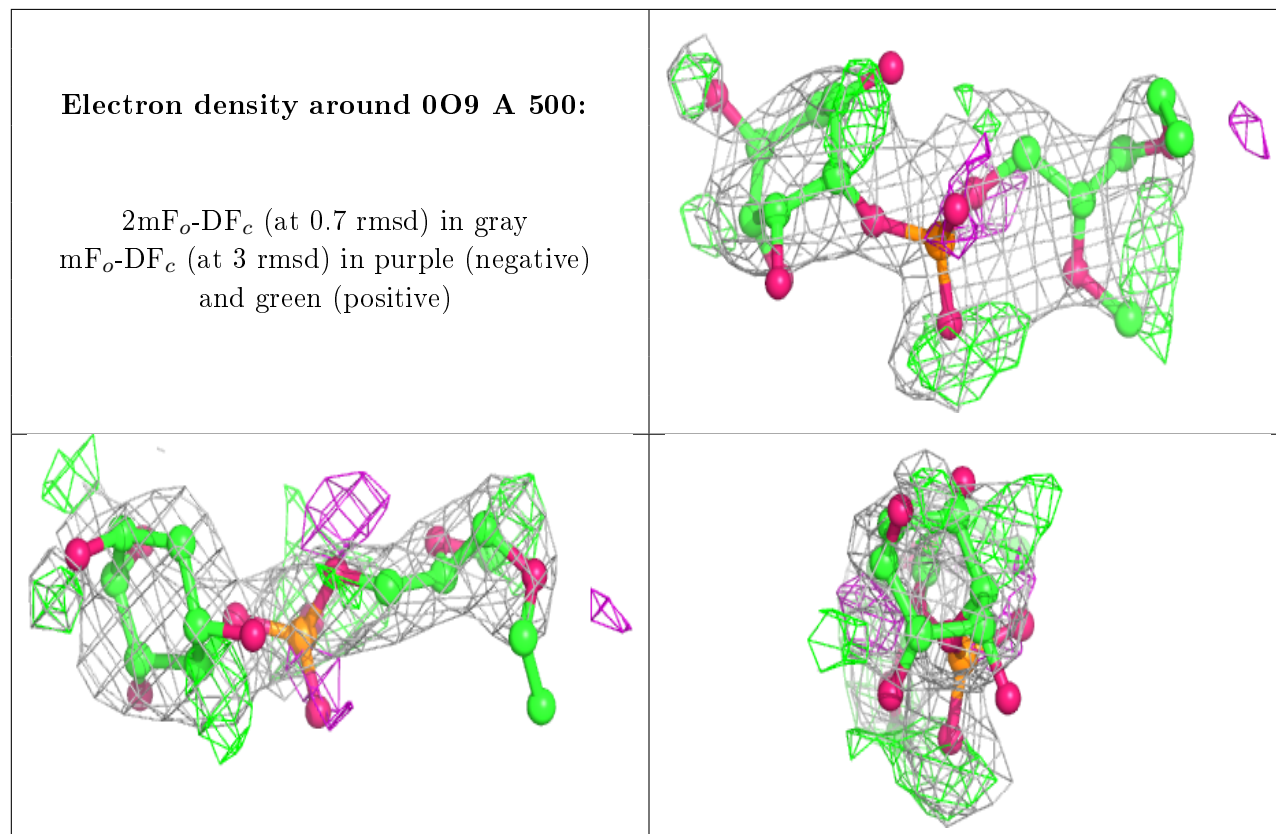 Electron density around 0O9 A 500:
2mFₒ-DF𝒸 (at 0.7 rmsd) in gray
mFₒ-DF𝒸 (at 3 rmsd) in purple (negative)
and green (positive)